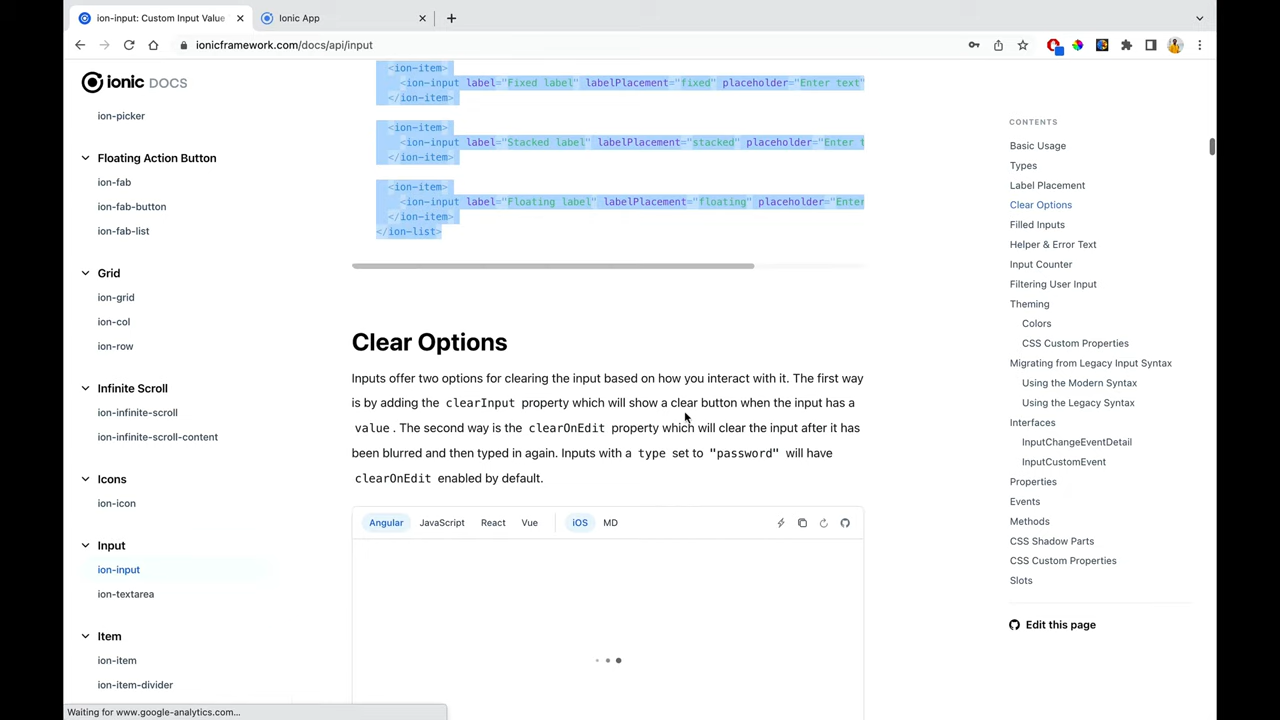 ion-input: Custom Input Value
Ionic App
ionicframework.com/docs/api/input
ionic DOCS
ion-picker
Floating Action Button
ion-fab
ion-fab-button
ion-fab-list
Grid
ion-grid
ion-col
ion-row
Infinite Scroll
ion-infinite-scroll
ion-infinite-scroll-content
Icons
ion-icon
Input
ion-input
ion-textarea
Item
ion-item
ion-item-divider
<ion-item>
<ion-input label="Fixed label" labelPlacement="fixed" placeholder="Enter text"
</ion-item>
<ion-item>
<ion-input label="Stacked label" labelPlacement="stacked" placeholder="Enter t
</ion-item>
<ion-item>
<ion-input label="Floating label" labelPlacement="floating" placeholder="Enter
</ion-item>
</ion-list>
Clear Options
Inputs offer two options for clearing the input based on how you interact with it. The first way
is by adding the clearInput property which will show a clear button when the input has a
value . The second way is the clearOnEdit property which will clear the input after it has
been blurred and then typed in again. Inputs with a type set to "password" will have
clearOnEdit enabled by default.
Angular JavaScript React Vue iOS MD
CONTENTS
Basic Usage
Types
Label Placement
Clear Options
Filled Inputs
Helper & Error Text
Input Counter
Filtering User Input
Theming
Colors
CSS Custom Properties
Migrating from Legacy Input Syntax
Using the Modern Syntax
Using the Legacy Syntax
Interfaces
InputChangeEventDetail
InputCustomEvent
Properties
Events
Methods
CSS Shadow Parts
CSS Custom Properties
Slots
Edit this page
Waiting for www.google-analytics.com...